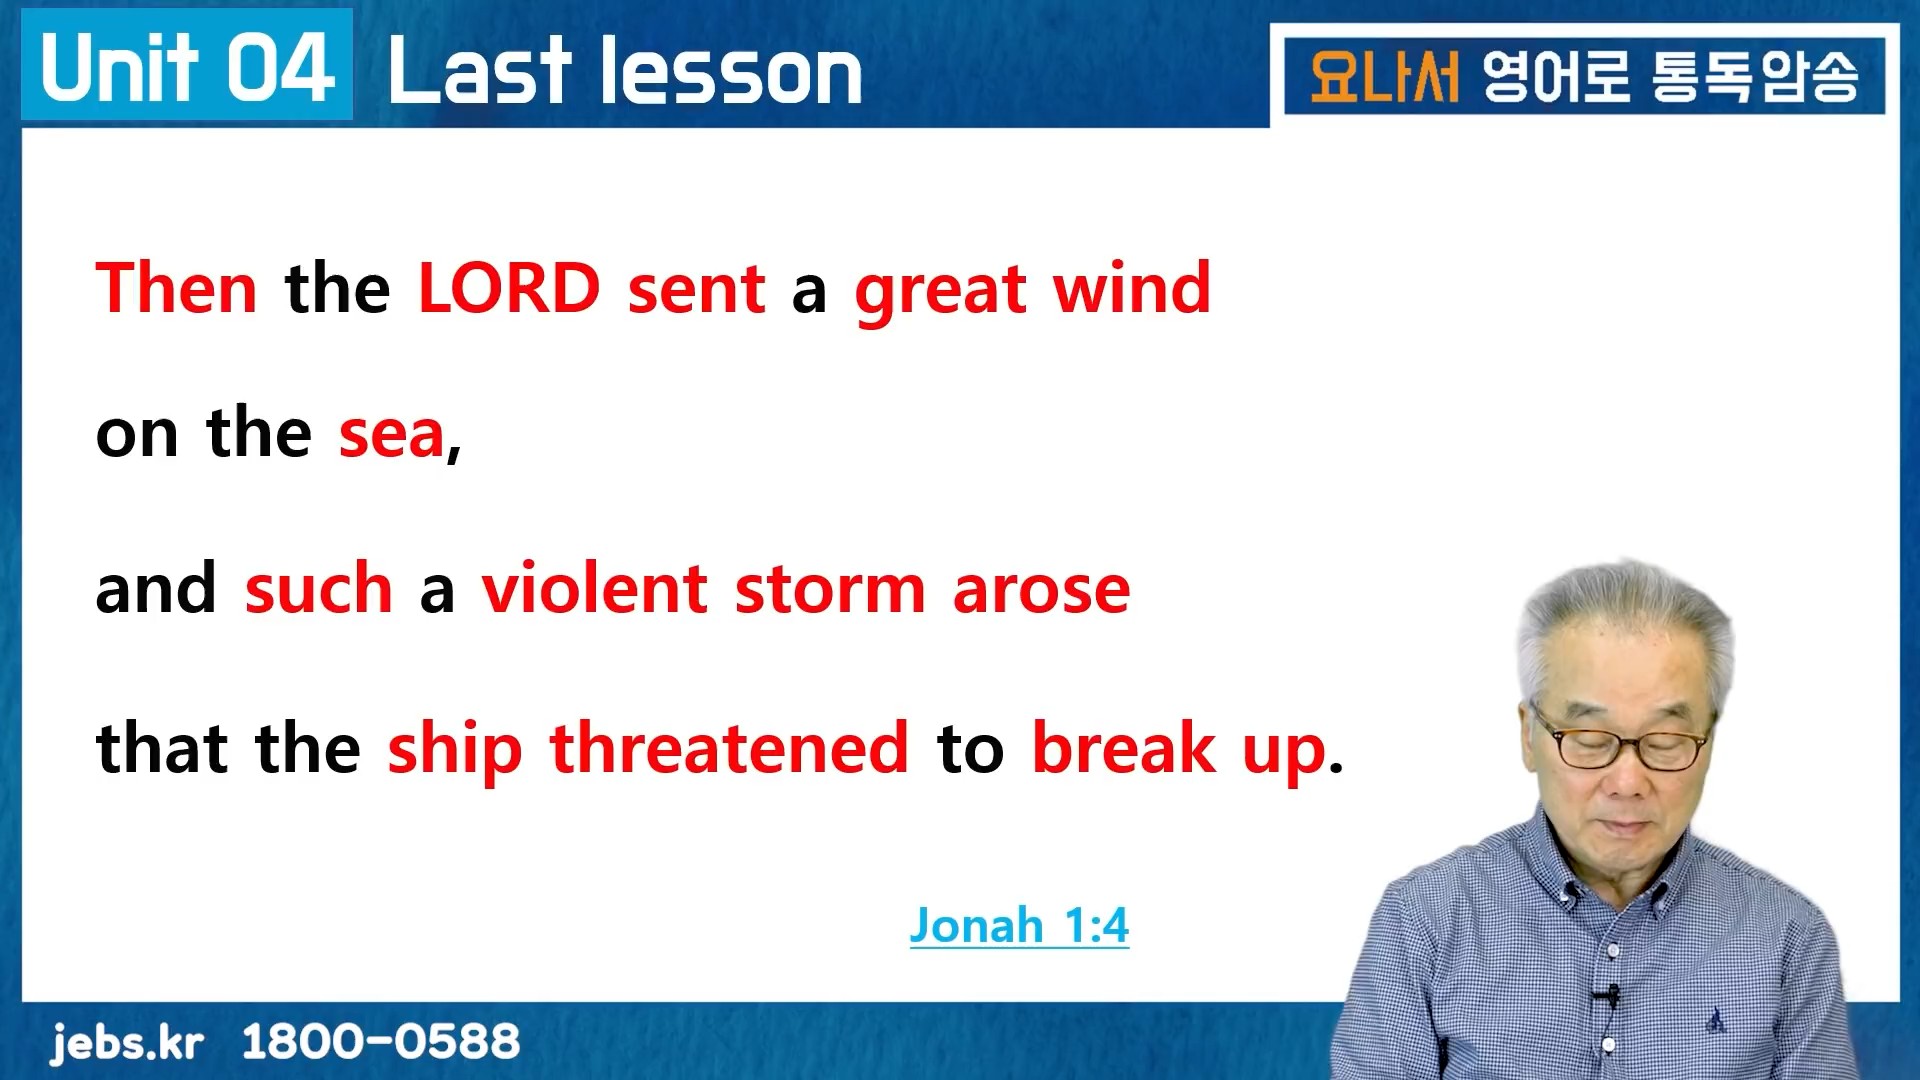 Unit 04 Last lesson
요나서 영어로 통독암송
Then the LORD sent a great wind
on the sea,
and such a violent storm arose
that the ship threatened to break up.
Jonah 1:4
jebs.kr 1800-0588